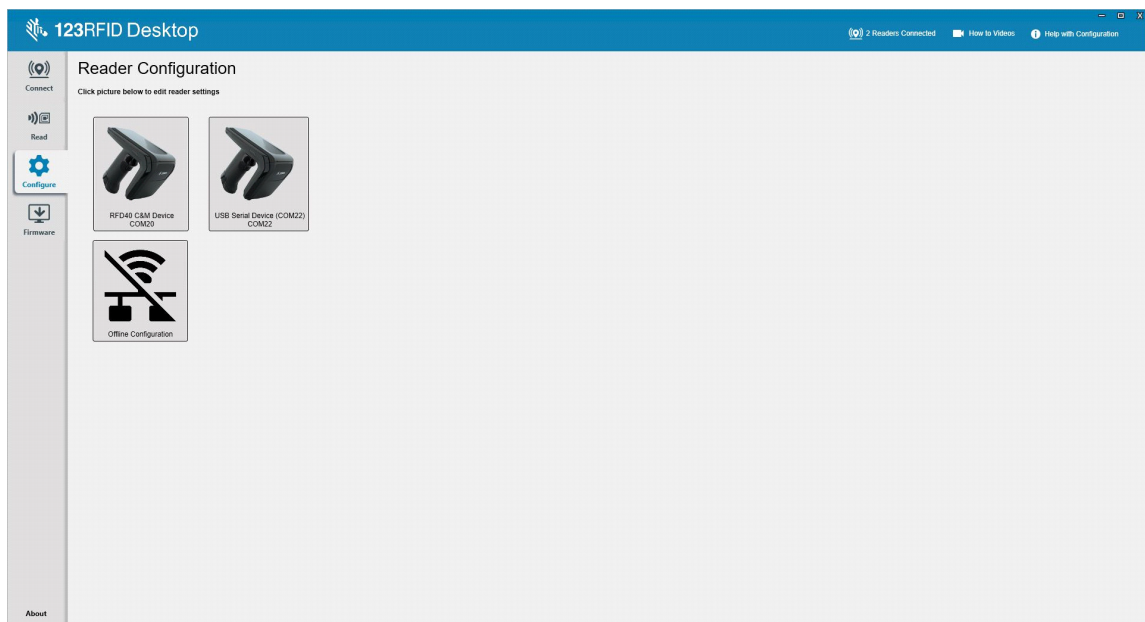 123RFID Desktop
2 Readers Connected
How to Videos
Help with Configuration
Connect
Read
Configure
Firmware
About
Reader Configuration
Click picture below to edit reader settings
RFD40 C&M Device
COM20
USB Serial Device (COM22)
COM22
Offline Configuration